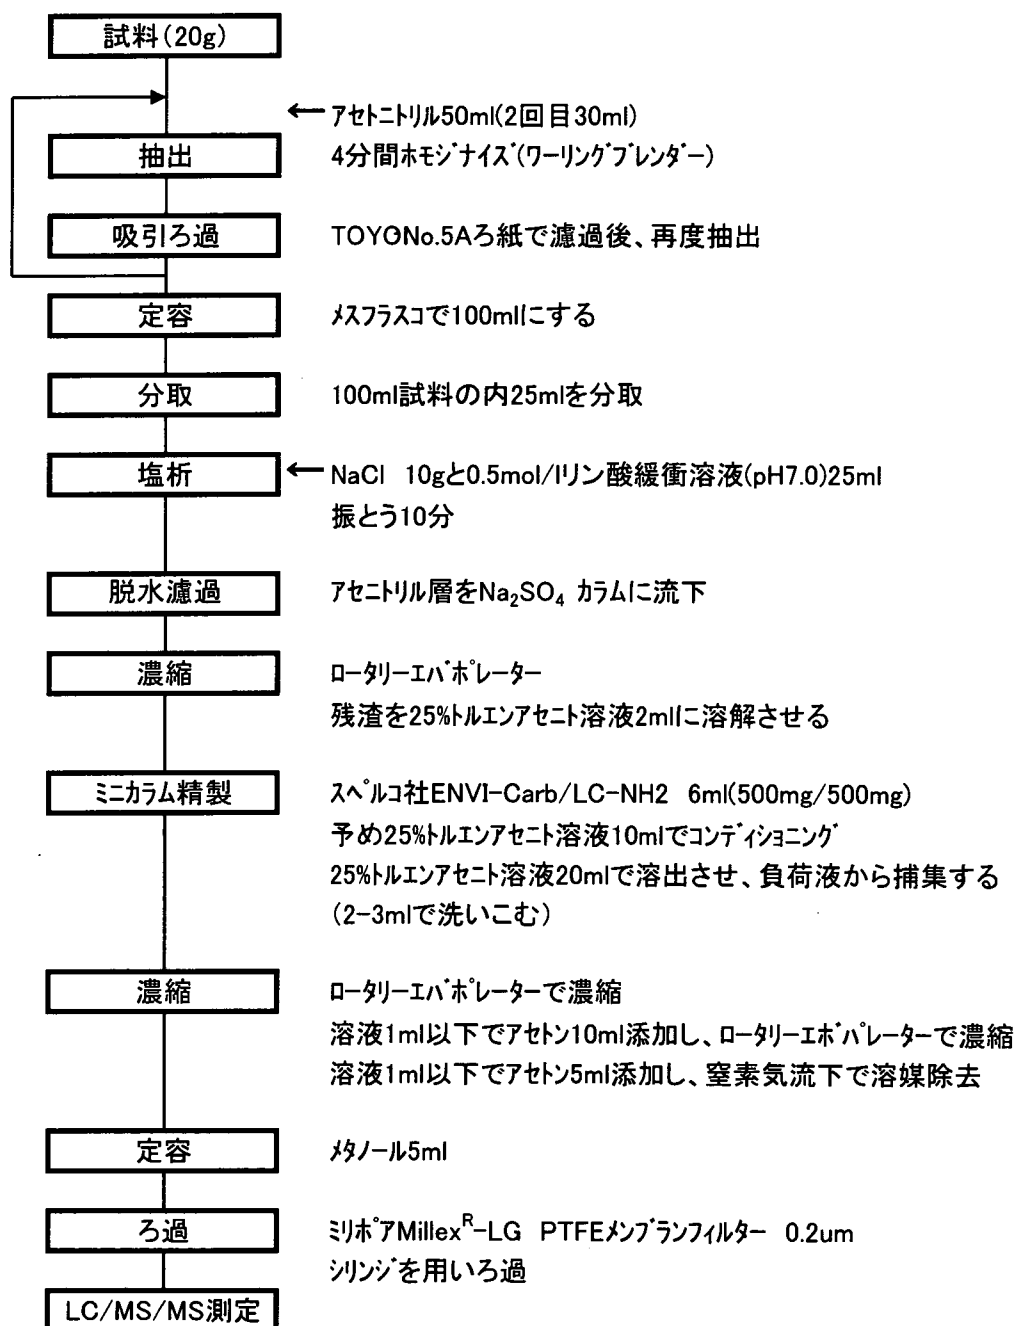 試料(20g)
アセトニトリル50ml(2回目30ml)
抽出
4分間ホモジナイズ(ワーリングブレンダー)
吸引ろ過
TOYONo.5Aろ紙で濾過後、再度抽出
定容
メスフラスコで100mlにする
分取
100ml試料の内25mlを分取
塩析
NaCl 10gと0.5mol/lリン酸緩衝溶液(pH7.0)25ml
振とう10分
脱水濾過
アセニトリル層をNa₂SO₄ カラムに流下
濃縮
ロータリーエバポレーター
残渣を25%トルエンアセニト溶液2mlに溶解させる
ミニカラム精製
スペルコ社ENVI-Carb/LC-NH2 6ml(500mg/500mg)
予め25%トルエンアセニト溶液10mlでコンディショニング
25%トルエンアセニト溶液20mlで溶出させ、負荷液から捕集する
(2-3mlで洗いこむ)
濃縮
ロータリーエバポレーターで濃縮
溶液1ml以下でアセトン10ml添加し、ロータリーエボパレーターで濃縮
溶液1ml以下でアセトン5ml添加し、窒素気流下で溶媒除去
定容
メタノール5ml
ろ過
ミリポアMillexᴿ-LG PTFEメンブランフィルター 0.2um
シリンジを用いろ過
LC/MS/MS測定